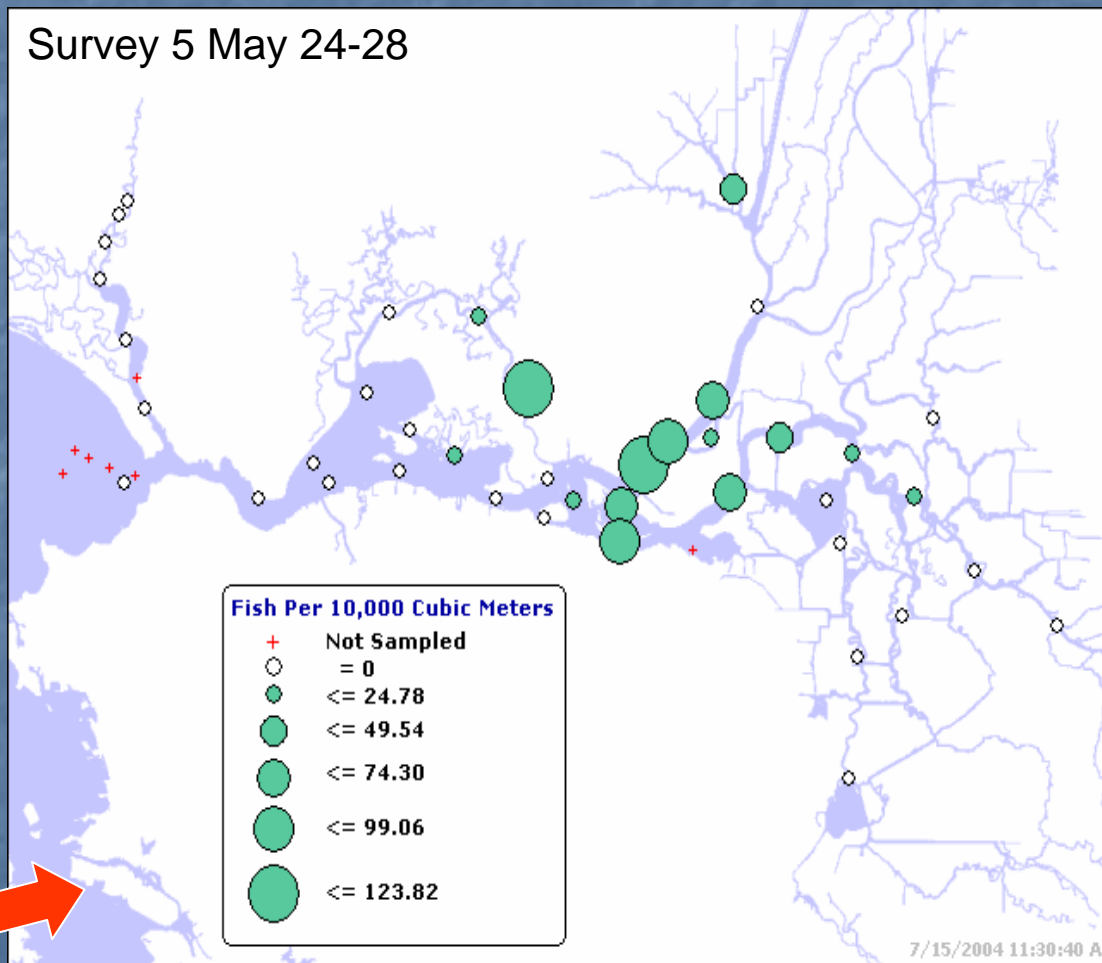 Survey 5 May 24-28
Fish Per 10,000 Cubic Meters
Not Sampled
= 0
<= 24.78
<= 49.54
<= 74.30
<= 99.06
<= 123.82
7/15/2004 11:30:40 A